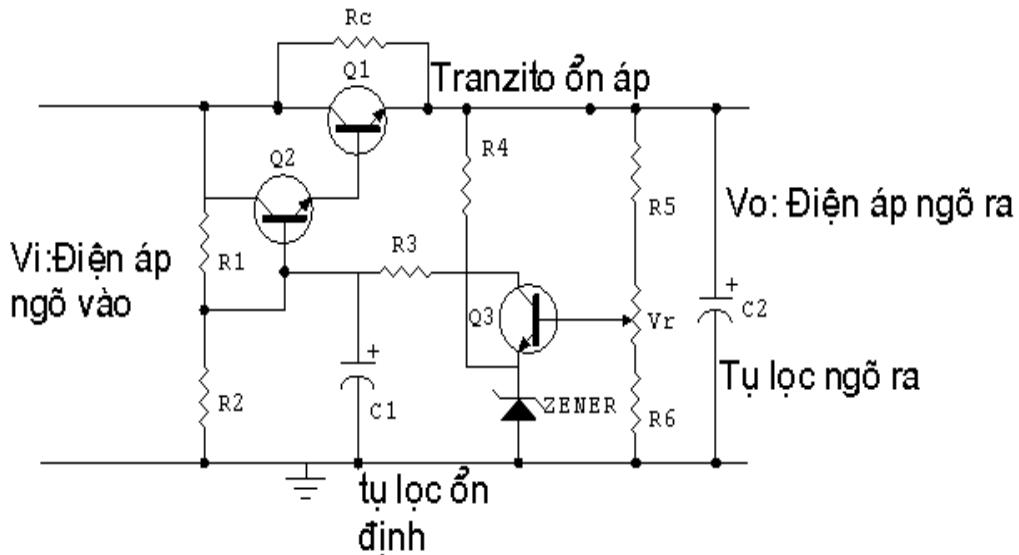 Rc
Q1
Tranzito ổn áp
Q2
R4
R5
Vo: Điện áp ngõ ra
Vi:Điện áp
ngõ vào
R1
R3
Q3
Vr
+
C2
+
C1
R2
ZENER
R6
Tụ lọc ngõ ra
tụ lọc ổn
định